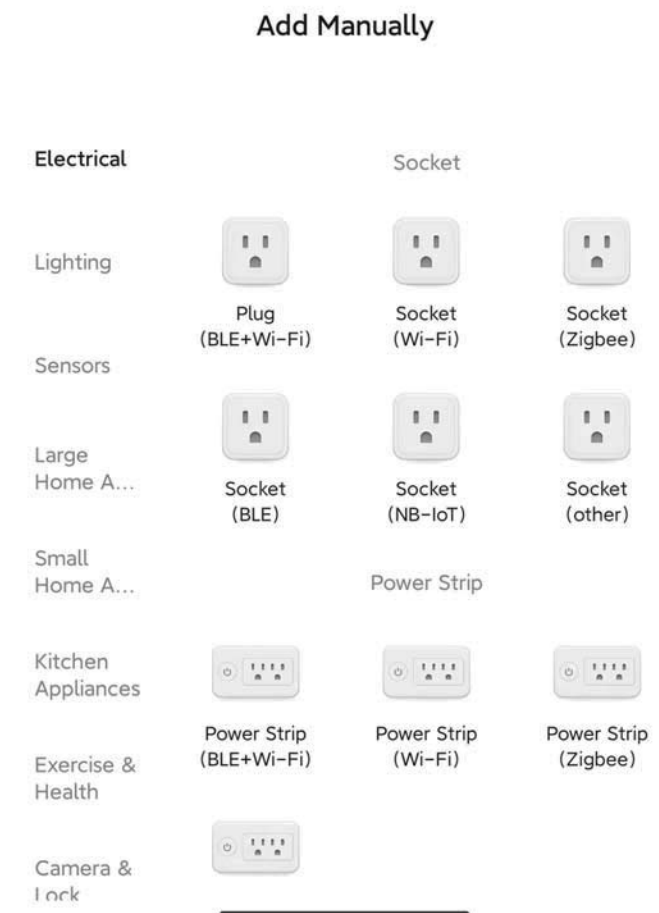 Add Manually
Electrical
Lighting
Sensors
Large
Home A...
Small
Home A...
Kitchen
Appliances
Exercise &
Health
Camera &
Lock
Socket
Plug
(BLE+Wi-Fi)
Socket
(Wi-Fi)
Socket
(Zigbee)
Socket
(BLE)
Socket
(NB-IoT)
Socket
(other)
Power Strip
Power Strip
(BLE+Wi-Fi)
Power Strip
(Wi-Fi)
Power Strip
(Zigbee)